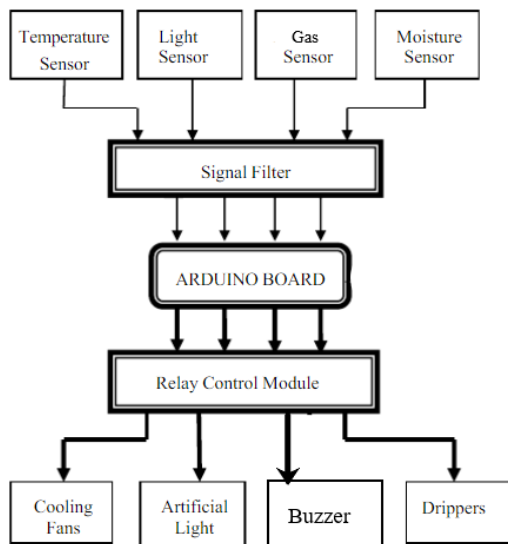 Temperature
Sensor
Light
Sensor
Gas
Sensor
Moisture
Sensor
Signal Filter
ARDUINO BOARD
Relay Control Module
Cooling
Fans
Artificial
Light
Buzzer
Drippers